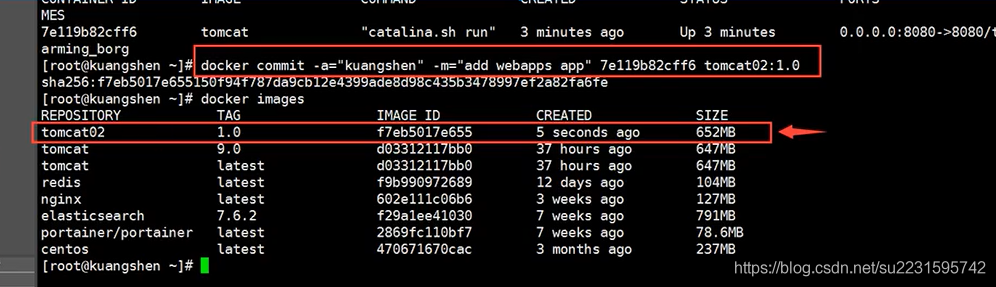 CONTAINER ID IMAGE COMMAND CREATED STATUS PORTS
MES
7e119b82cff6 tomcat "catalina.sh run" 3 minutes ago Up 3 minutes 0.0.0.0:8080->8080/t
arming_borg
[root@kuangshen ~]# docker commit -a="kuangshen" -m="add webapps app" 7e119b82cff6 tomcat02:1.0
sha256:f7eb5017e655150f94f787da9cb12e4399ade8d98c435b3478997ef2a82fa6fe
[root@kuangshen ~]# docker images
REPOSITORY TAG IMAGE ID CREATED SIZE
tomcat02 1.0 f7eb5017e655 5 seconds ago 652MB
tomcat 9.0 d03312117bb0 37 hours ago 647MB
tomcat latest d03312117bb0 37 hours ago 647MB
redis latest f9b990972689 12 days ago 104MB
nginx latest 602e111c06b6 3 weeks ago 127MB
elasticsearch 7.6.2 f29a1ee41030 7 weeks ago 791MB
portainer/portainer latest 2869fc110bf7 7 weeks ago 78.6MB
centos latest 470671670cac 3 months ago 237MB
[root@kuangshen ~]#
https://blog.csdn.net/su2231595742